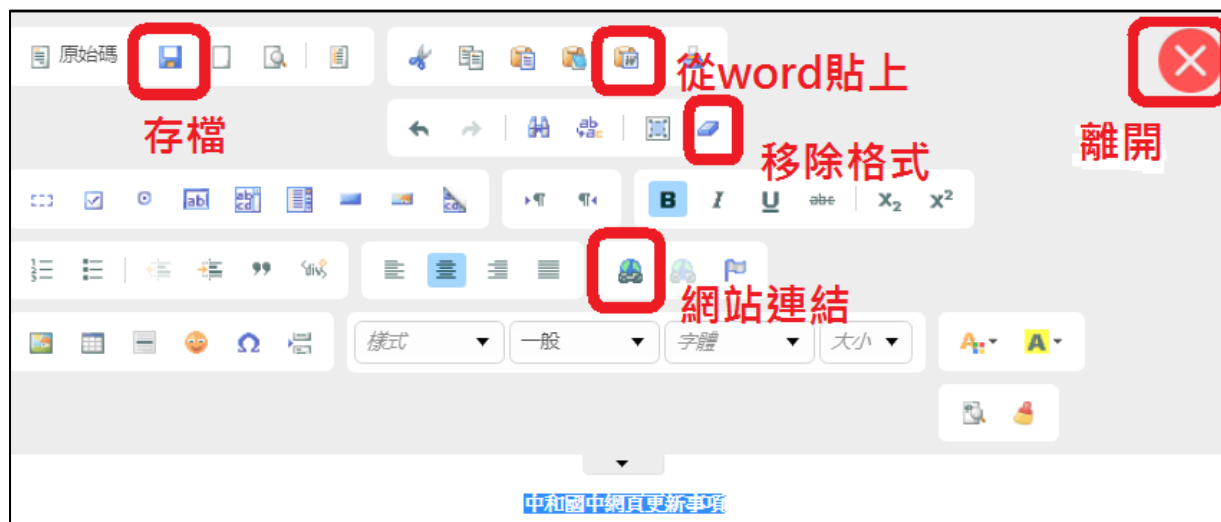 原始碼
從word貼上
存檔
移除格式
離開
B I U abc X₂ X²
網站連結
樣式 一般 字體 大小 A A
中和國中網頁更新事項